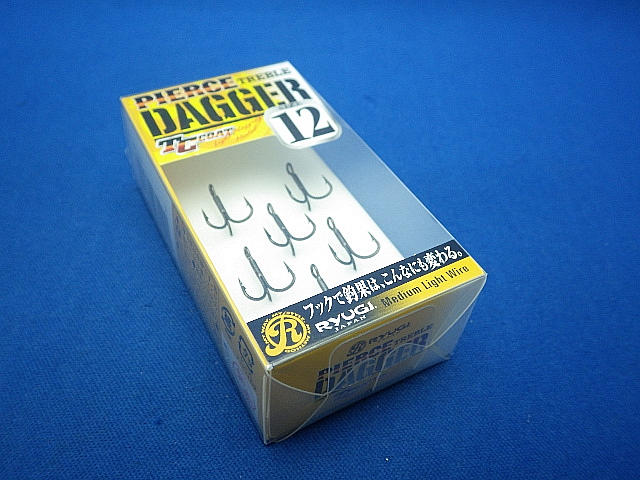 PIERCE TREBLE
DAGGER
12
TC COAT
フックで釣果は、こんなにも変わる。
R
RYUGI Medium Light Wire
JAPAN
RYUGI
PIERCE TREBLE
DAGGER